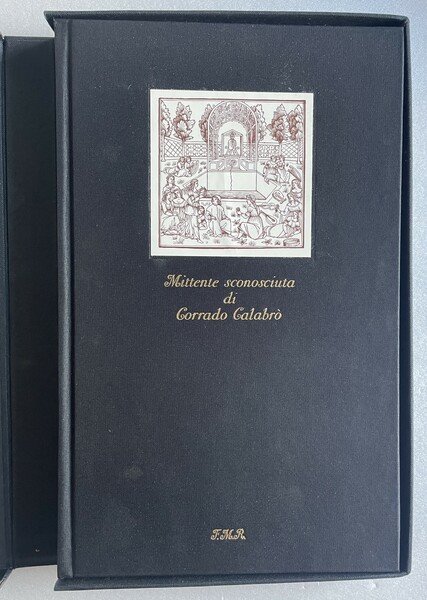 Mittente sconosciuta
di
Corrado Calabrò
F.M.R.